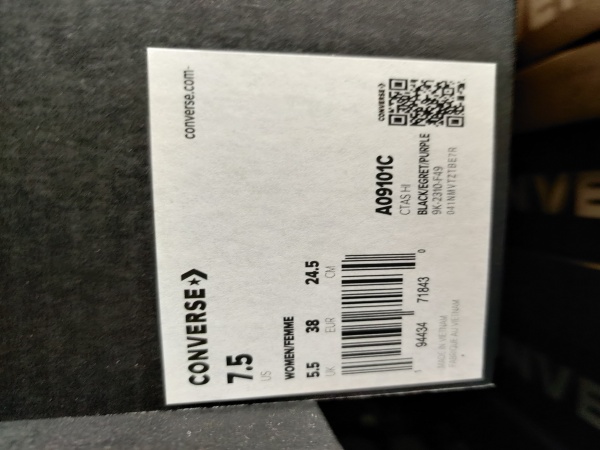 CONVERSE
converse.com
7.5
US
WOMEN/FEMME
5.5 38 24.5
UK EUR CM
1 94434 71843 0
MADE IN VIETNAM
FABRIQUÉ AU VIETNAM
CONVERSE
A09101C
CTAS HI
BLACK/EGRET/PURPLE
9K-2310-F49
VE